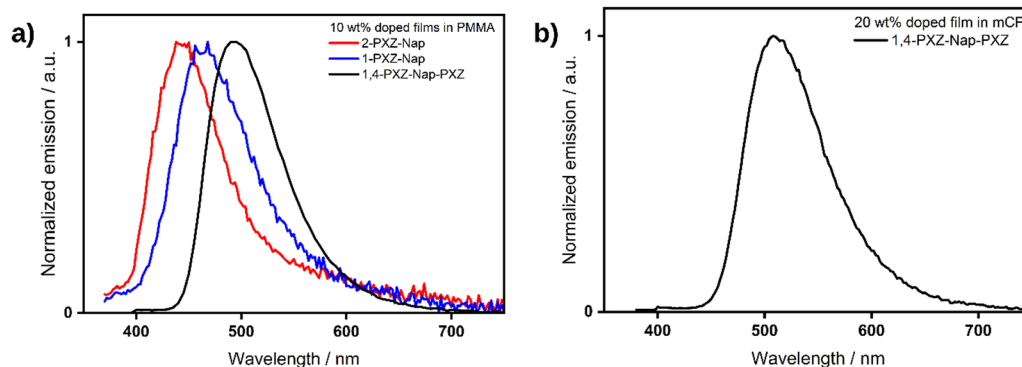 a)
10 wt% doped films in PMMA
2-PXZ-Nap
1-PXZ-Nap
1,4-PXZ-Nap-PXZ
1
0
Normalized emission / a.u.
400 500 600 700
Wavelength / nm
b)
20 wt% doped film in mCP
1,4-PXZ-Nap-PXZ
1
0
Normalized emission / a.u.
400 500 600 700
Wavelength / nm